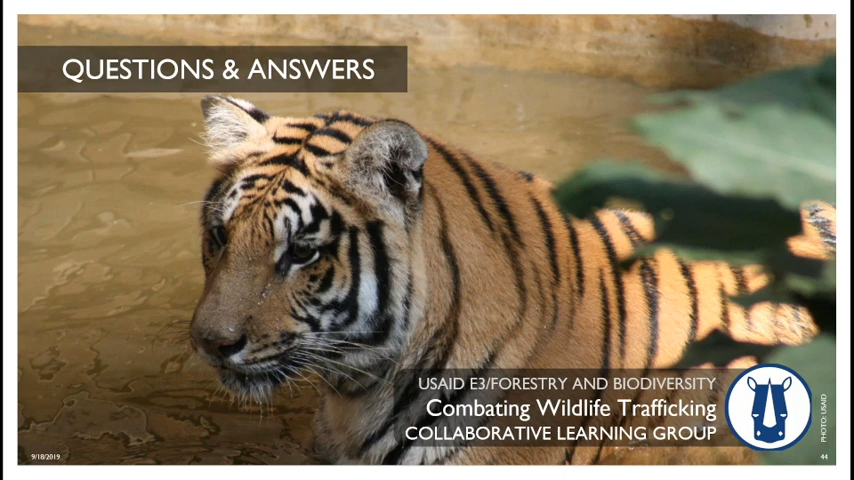 QUESTIONS & ANSWERS
USAID E3/FORESTRY AND BIODIVERSITY
Combating Wildlife Trafficking
COLLABORATIVE LEARNING GROUP
PHOTO: USAID
9/18/2019
44